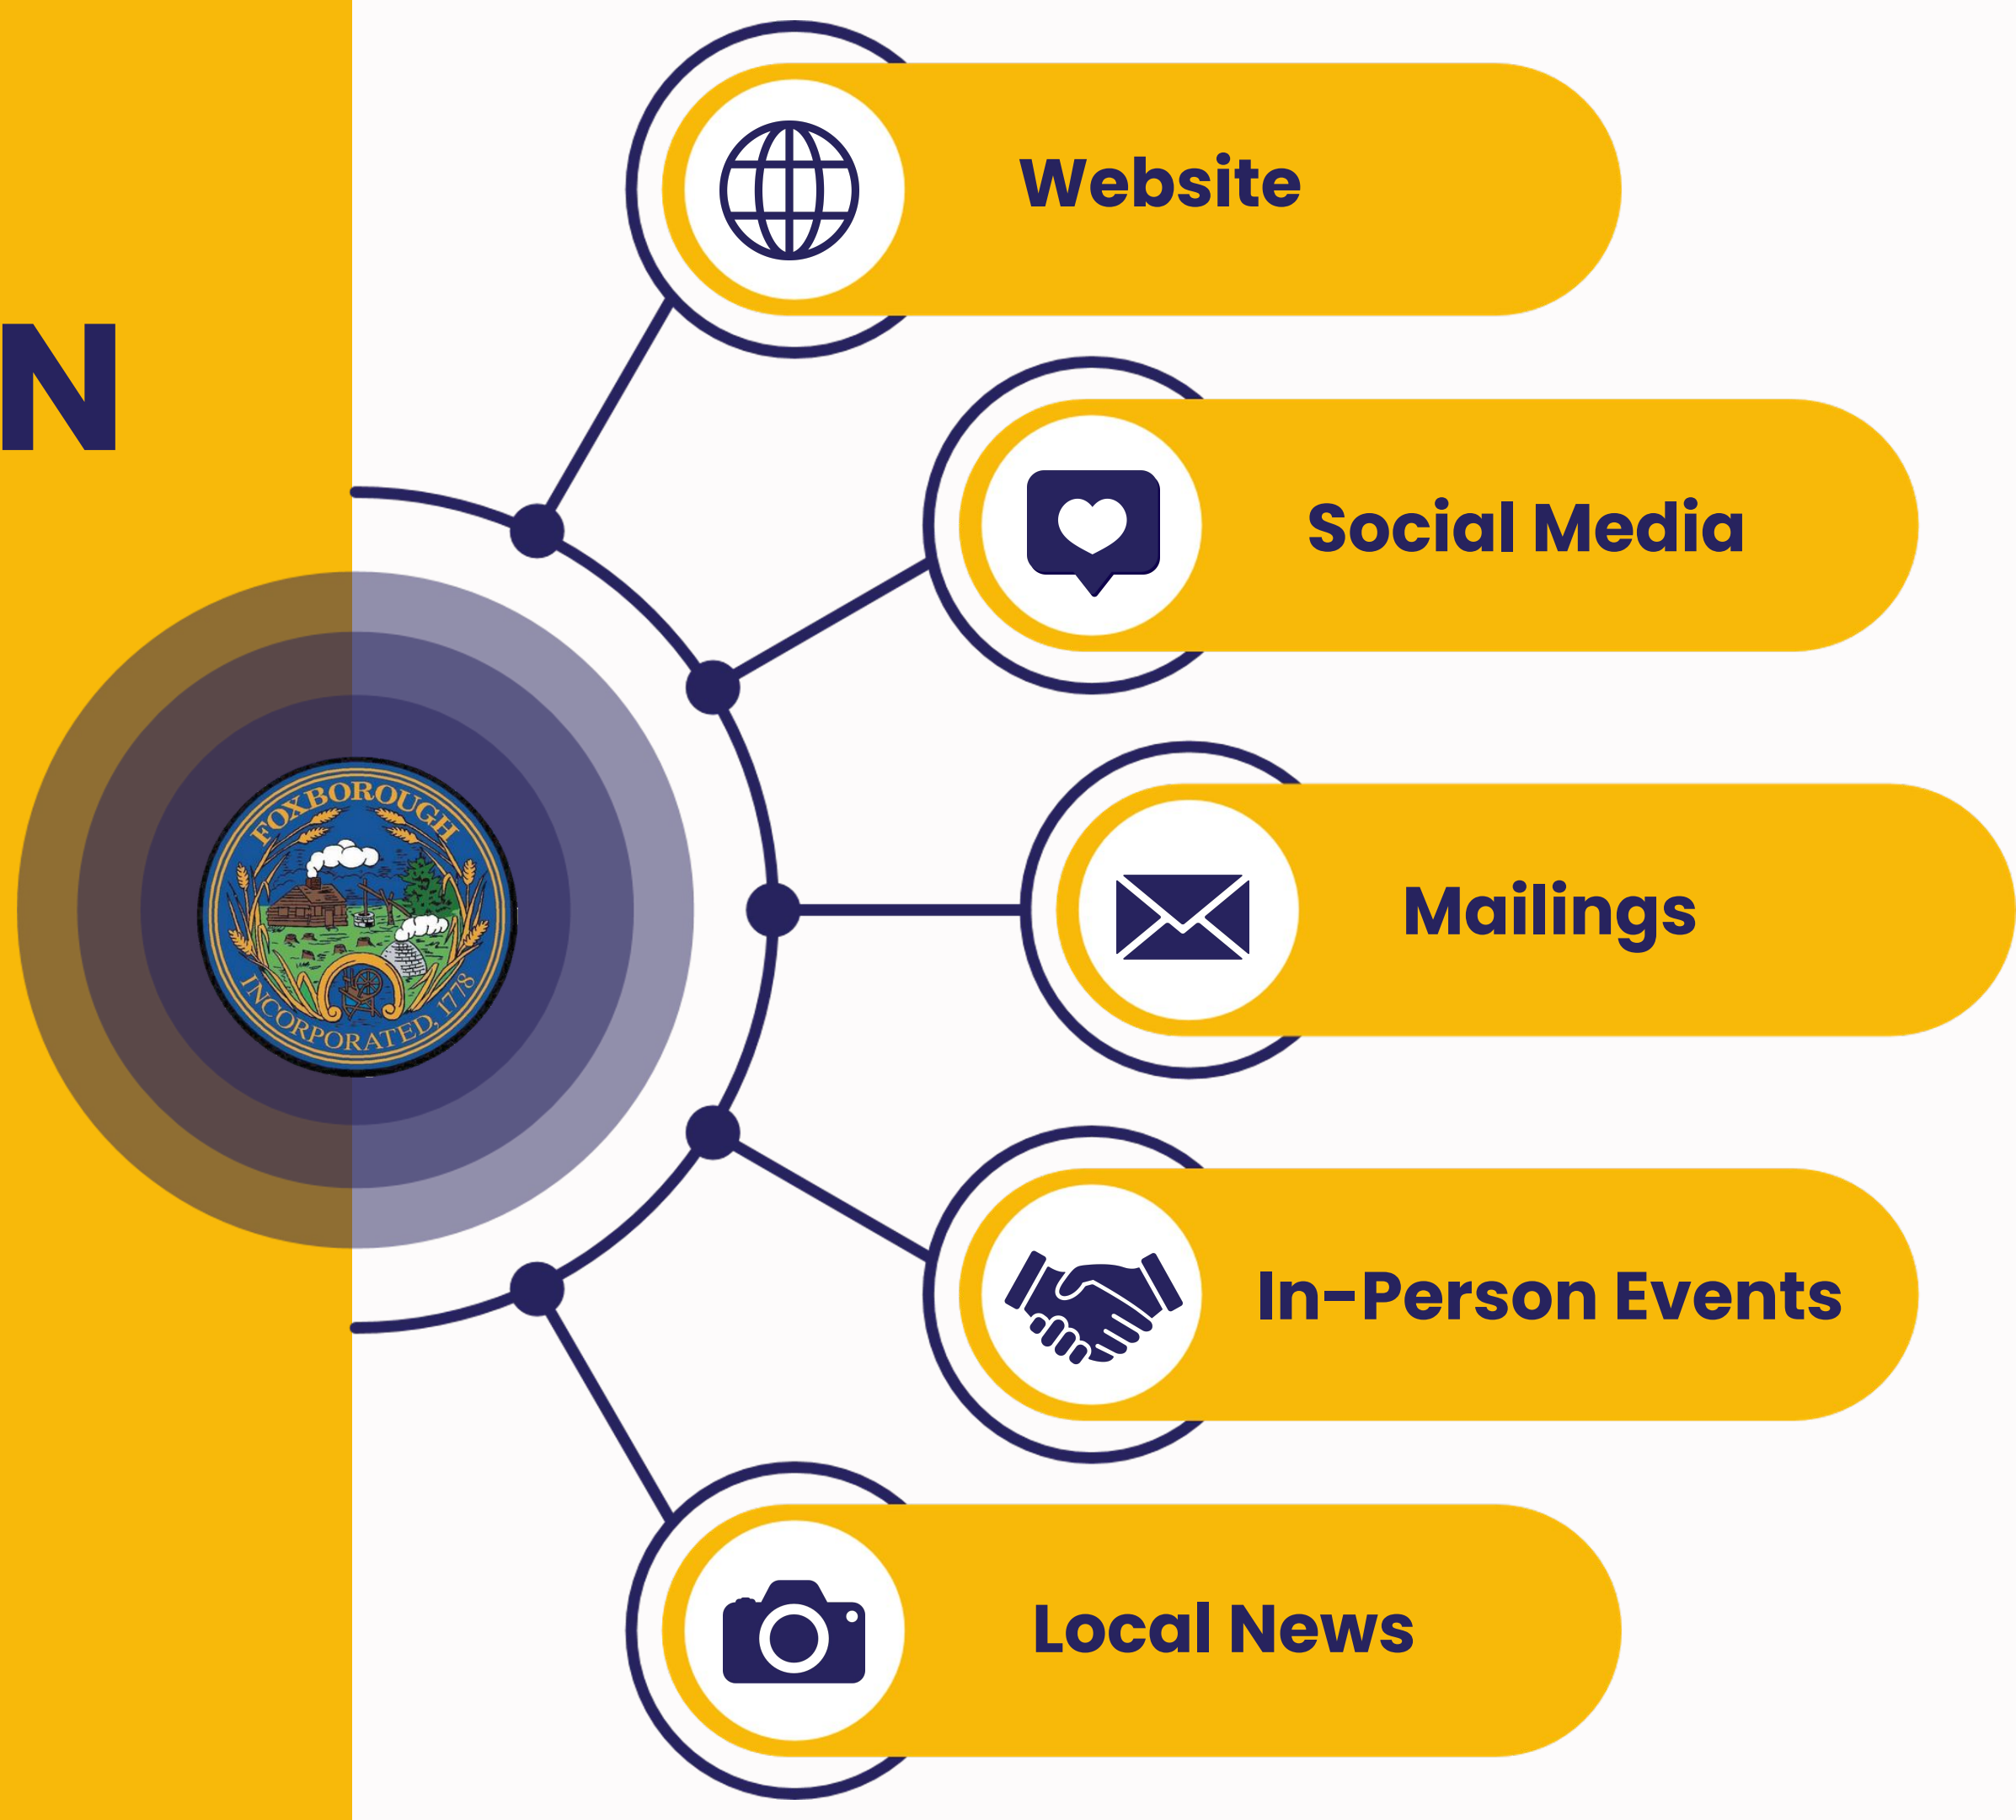 N
FOXBOROUGH
INCORPORATED, 1778
Website
Social Media
Mailings
In-Person Events
Local News